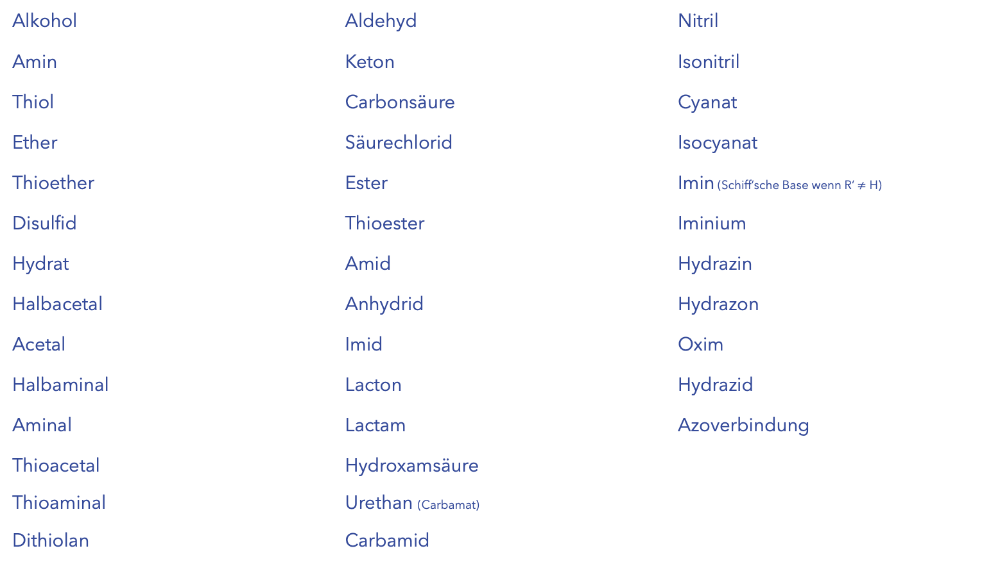 Alkohol
Amin
Thiol
Ether
Thioether
Disulfid
Hydrat
Halbacetal
Acetal
Halbaminal
Aminal
Thioacetal
Thioaminal
Dithiolan
Aldehyd
Keton
Carbonsäure
Säurechlorid
Ester
Thioester
Amid
Anhydrid
Imid
Lacton
Lactam
Hydroxamsäure
Urethan (Carbamat)
Carbamid
Nitril
Isonitril
Cyanat
Isocyanat
Imin (Schiff‘sche Base wenn R‘ ≠ H)
Iminium
Hydrazin
Hydrazon
Oxim
Hydrazid
Azoverbindung